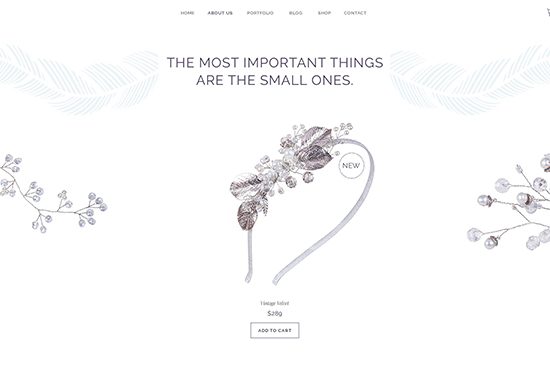 HOME ABOUT US PORTFOLIO BLOG SHOP CONTACT
THE MOST IMPORTANT THINGS
ARE THE SMALL ONES.
NEW
Vintage Velvet
$289
ADD TO CART